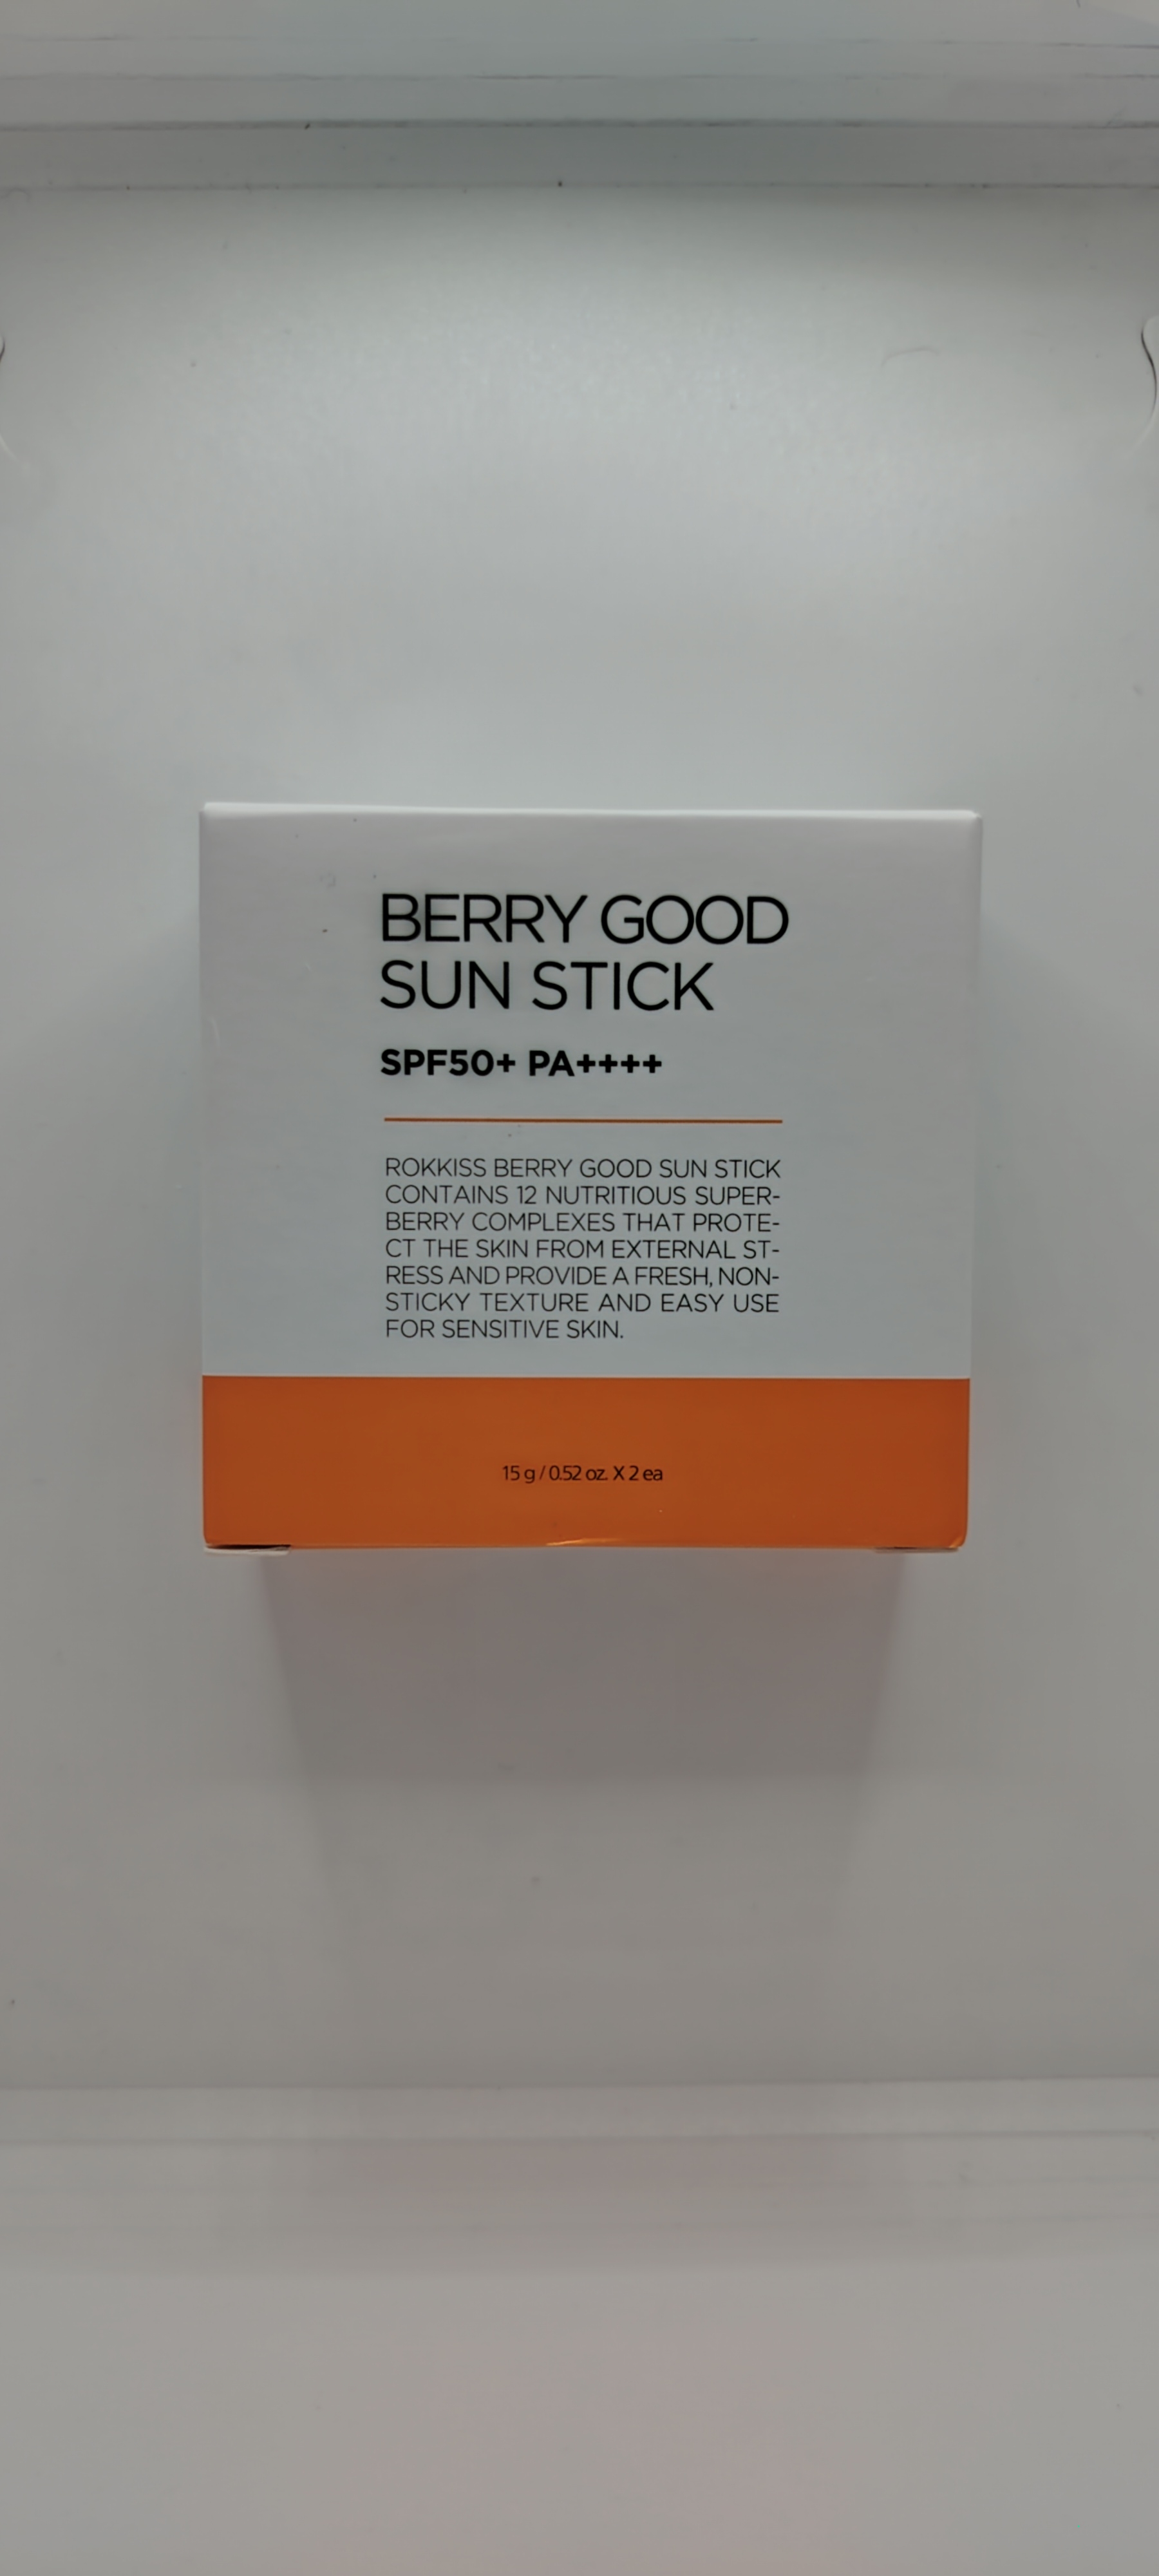 BERRY GOOD
SUN STICK
SPF50+ PA++++
ROKKISS BERRY GOOD SUN STICK
CONTAINS 12 NUTRITIOUS SUPER-
BERRY COMPLEXES THAT PROTE-
CT THE SKIN FROM EXTERNAL ST-
RESS AND PROVIDE A FRESH, NON-
STICKY TEXTURE AND EASY USE
FOR SENSITIVE SKIN.
15 g / 0.52 oz. X 2 ea